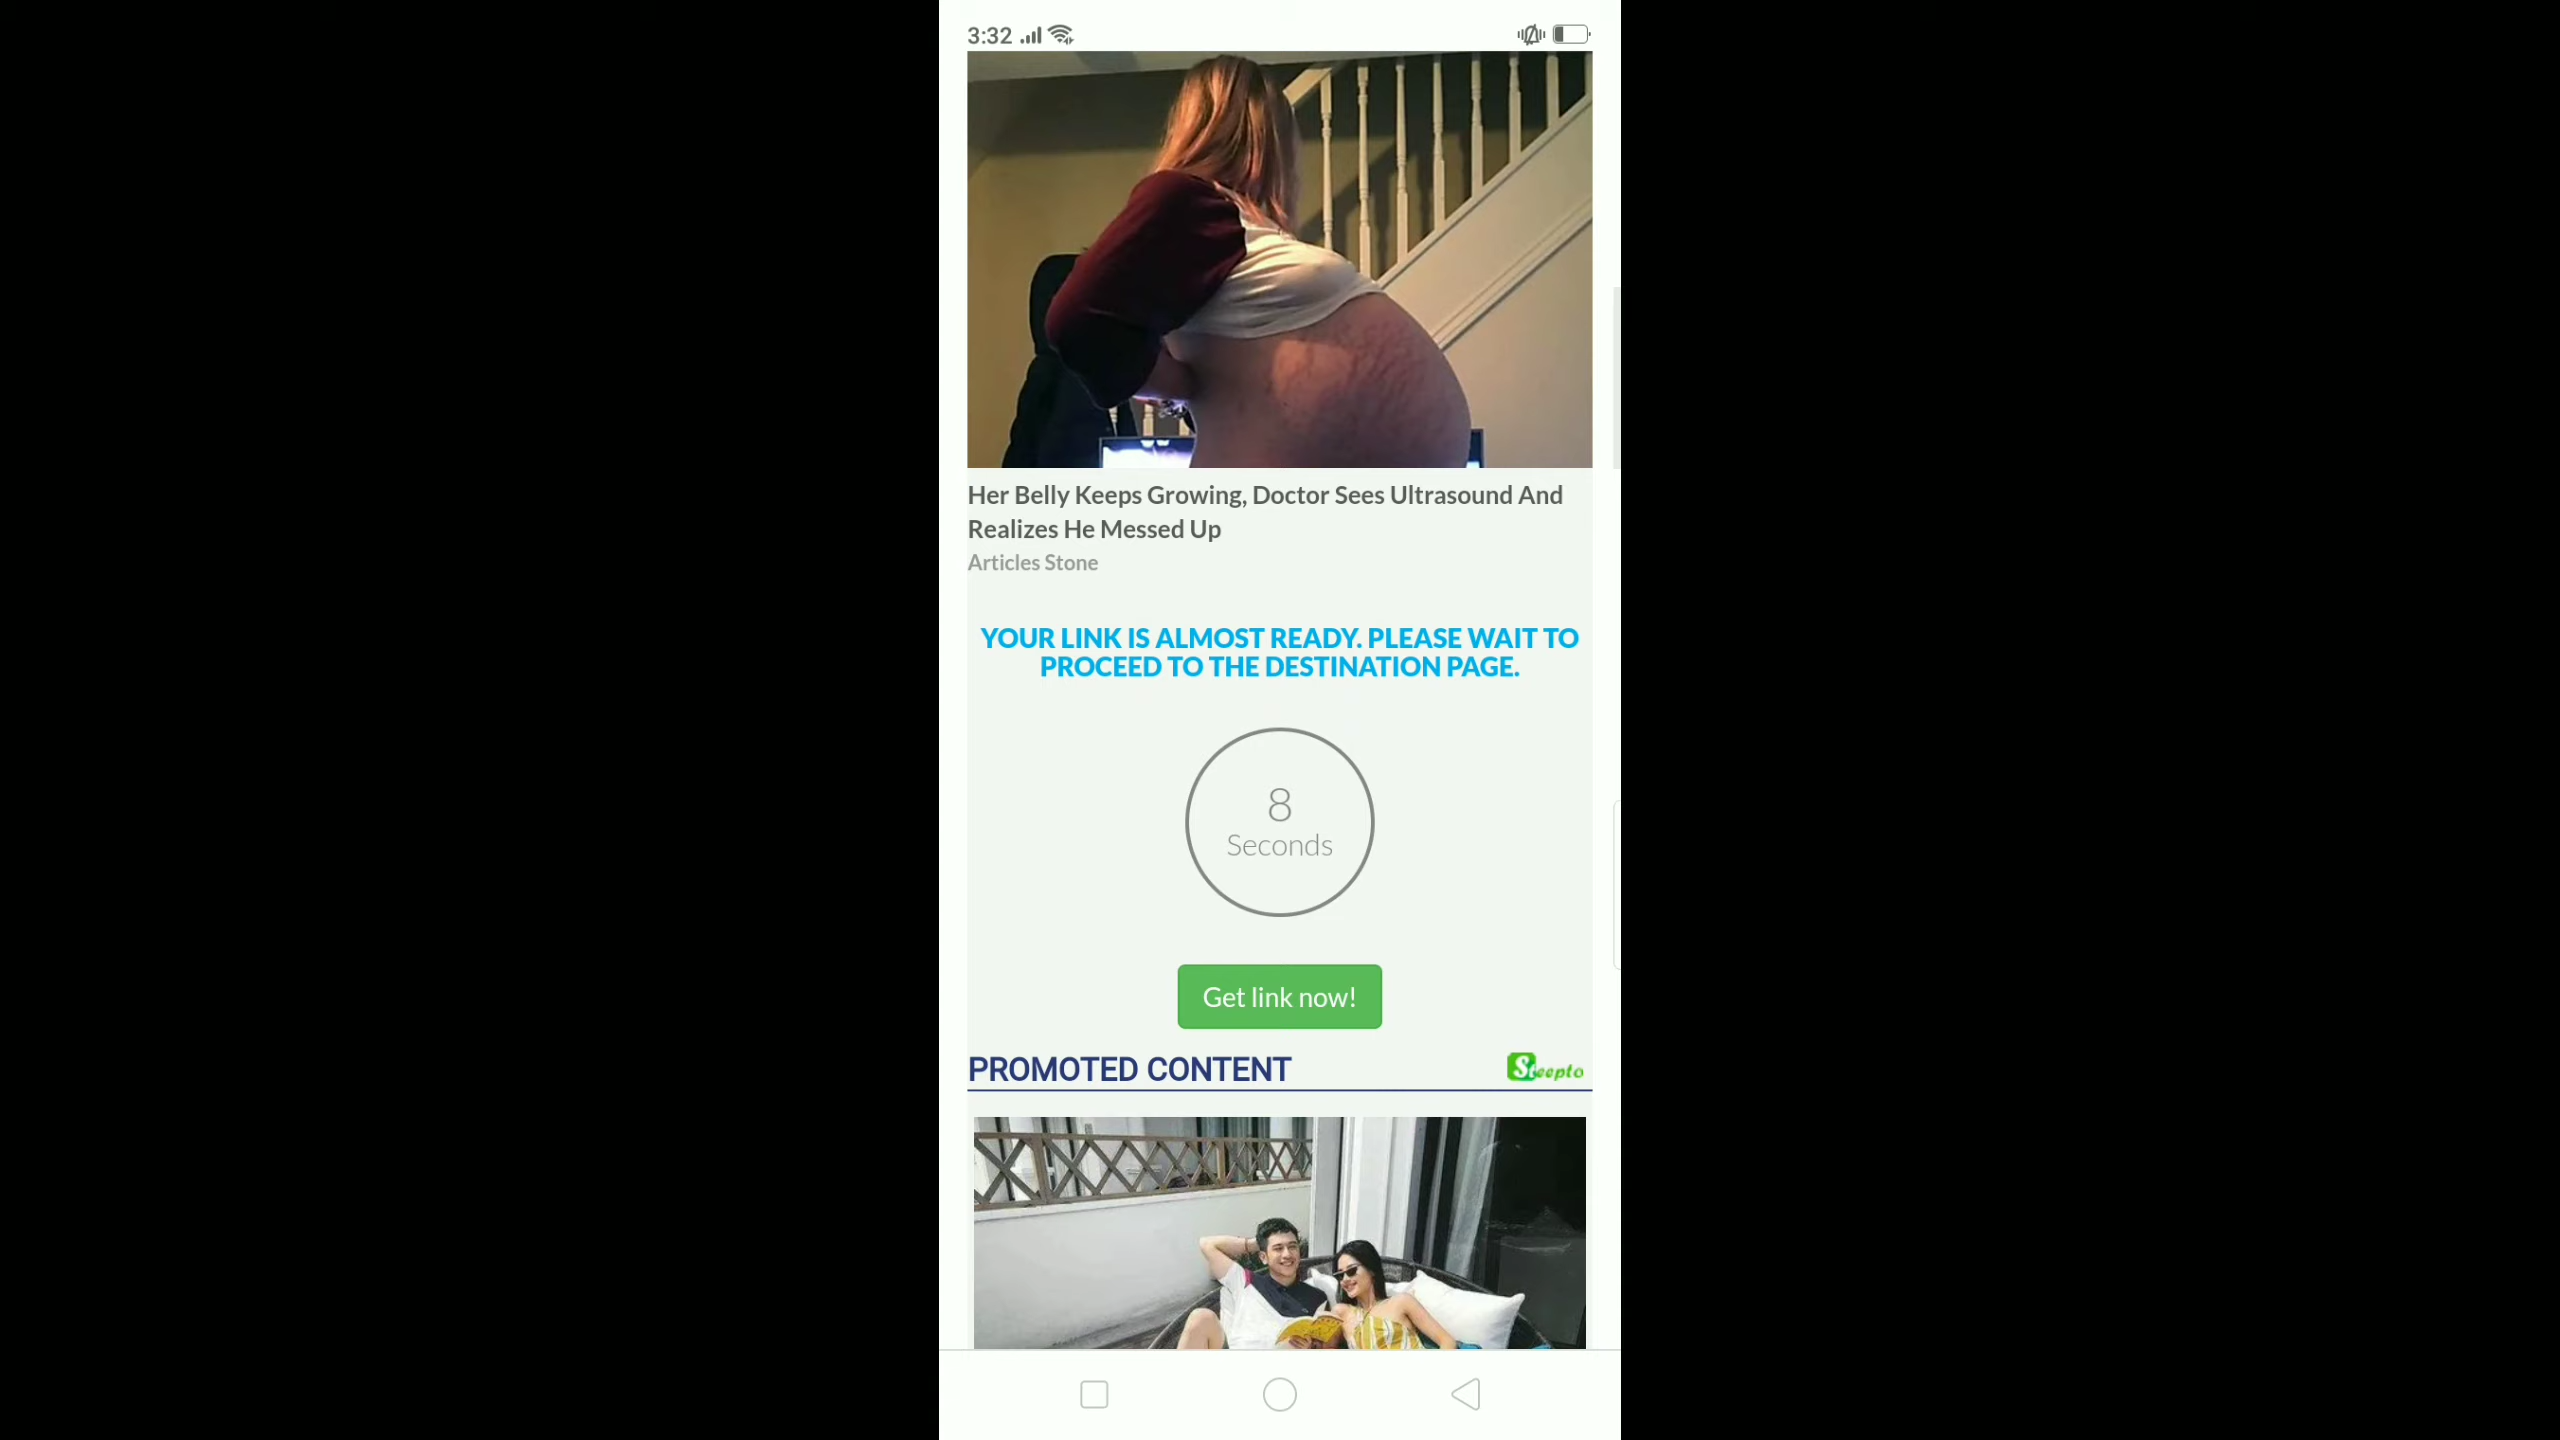 3:32
Her Belly Keeps Growing, Doctor Sees Ultrasound And
Realizes He Messed Up
Articles Stone
YOUR LINK IS ALMOST READY. PLEASE WAIT TO
PROCEED TO THE DESTINATION PAGE.
8
Seconds
Get link now!
PROMOTED CONTENT
Steepto